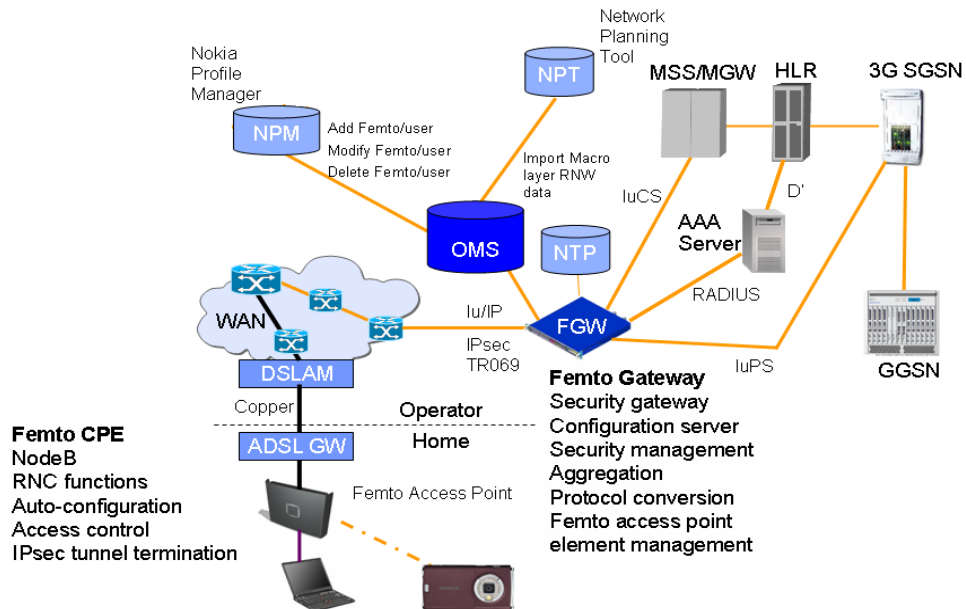 Network
Planning
Tool
Nokia
Profile
Manager
NPT
MSS/MGW
HLR
3G SGSN
NPM
Add Femto/user
Modify Femto/user
Delete Femto/user
Import Macro
layer RNW
data
IuCS
D'
AAA
Server
OMS
NTP
RADIUS
WAN
Iu/IP
FGW
IPsec
TR069
IuPS
GGSN
DSLAM
Copper
Operator
Home
ADSL GW
Femto Gateway
Security gateway
Configuration server
Security management
Aggregation
Protocol conversion
Femto access point
element management
Femto CPE
NodeB
RNC functions
Auto-configuration
Access control
IPsec tunnel termination
Femto Access Point